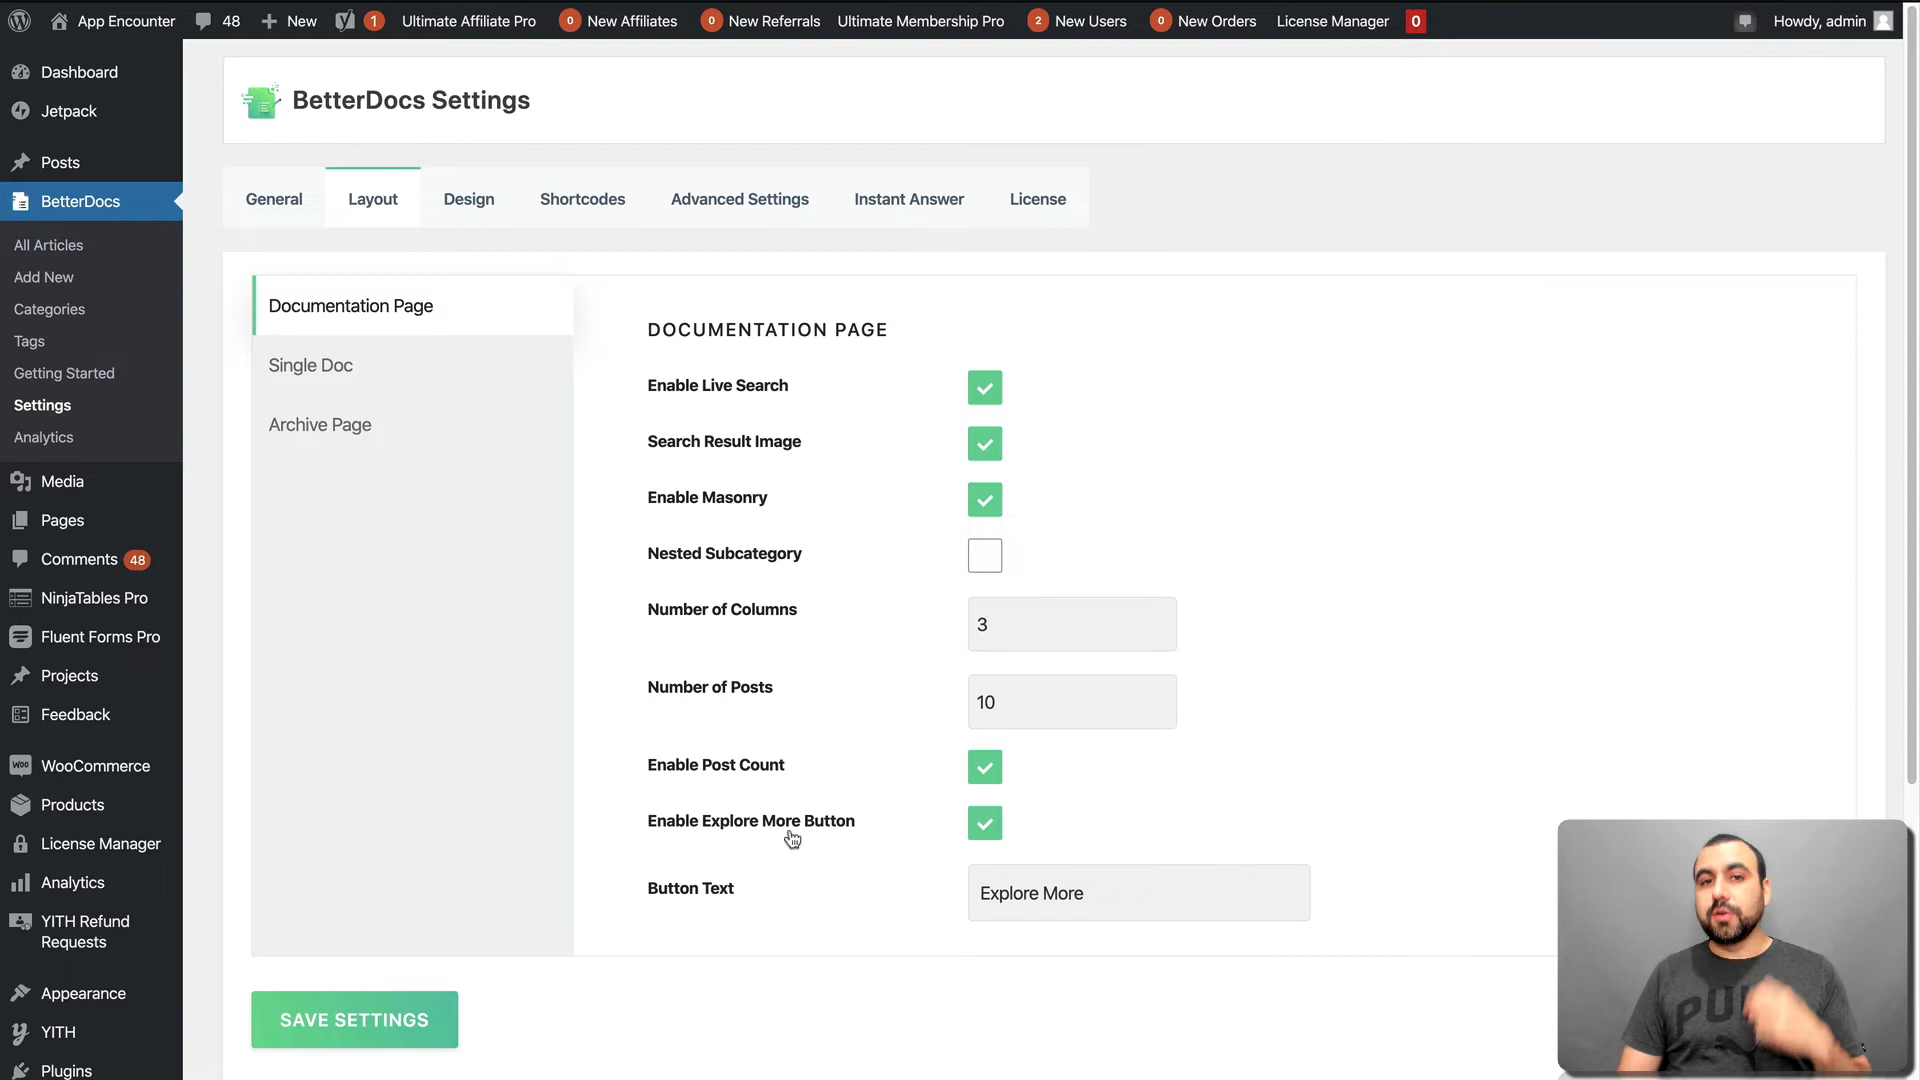 App Encounter 48 New 1 Ultimate Affiliate Pro 0 New Affiliates 0 New Referrals Ultimate Membership Pro 2 New Users 0 New Orders License Manager 0 Howdy, admin
Dashboard
Jetpack
Posts
BetterDocs
All Articles
Add New
Categories
Tags
Getting Started
Settings
Analytics
Media
Pages
Comments 48
NinjaTables Pro
Fluent Forms Pro
Projects
Feedback
WooCommerce
Products
License Manager
Analytics
YITH Refund
Requests
Appearance
YITH
Plugins
BetterDocs Settings
General Layout Design Shortcodes Advanced Settings Instant Answer License
Documentation Page
Single Doc
Archive Page
DOCUMENTATION PAGE
Enable Live Search
Search Result Image
Enable Masonry
Nested Subcategory
Number of Columns 3
Number of Posts 10
Enable Post Count
Enable Explore More Button
Button Text Explore More
SAVE SETTINGS